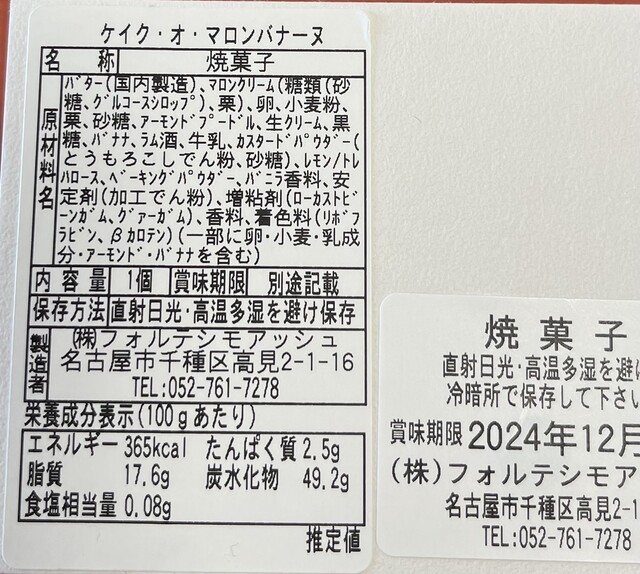 ケイク・オ・マロンバナーヌ
名 称 焼菓子
原材料名
ﾊﾞﾀｰ(国内製造)､ﾏﾛﾝｸﾘｰﾑ(糖類(砂
糖､ｸﾞﾙｺｰｽｼﾛｯﾌﾟ)､栗)､卵､小麦粉､
栗､砂糖､ｱｰﾓﾝﾄﾞﾌﾟｰﾄﾞﾙ､生ｸﾘｰﾑ､黒
糖､ﾊﾞﾅﾅ､ﾗﾑ酒､牛乳､ｶｽﾀｰﾄﾞﾊﾟｳﾀﾞｰ(
とうもろこしでん粉､砂糖)､ﾚﾓﾝ/ﾄﾚ
ﾊﾛｰｽ､ﾍﾞｰｷﾝｸﾞﾊﾟｳﾀﾞｰ､ﾊﾞﾆﾗ香料､安
定剤(加工でん粉)､増粘剤(ﾛｰｶｽﾄﾋﾞ
ｰﾝｶﾞﾑ､ｸﾞｧｰｶﾞﾑ)､香料､着色料(ﾘﾎﾞﾌ
ﾗﾋﾞﾝ､βｶﾛﾃﾝ)(一部に卵･小麦･乳成
分･ｱｰﾓﾝﾄﾞ･ﾊﾞﾅﾅを含む)
内容量 1個 賞味期限 別途記載
保存方法 直射日光･高温多湿を避け保存
製造者
(株)フォルテシモアッシュ
名古屋市千種区高見2-1-16
TEL:052-761-7278
栄養成分表示(100gあたり)
エネルギー 365kcal たんぱく質 2.5g
脂質 17.6g 炭水化物 49.2g
食塩相当量 0.08g
推定値
焼菓子
直射日光･高温多湿を避け
冷暗所で保存して下さい
賞味期限 2024年12月
(株)フォルテシモア
名古屋市千種区高見2-1
TEL:052-761-7278